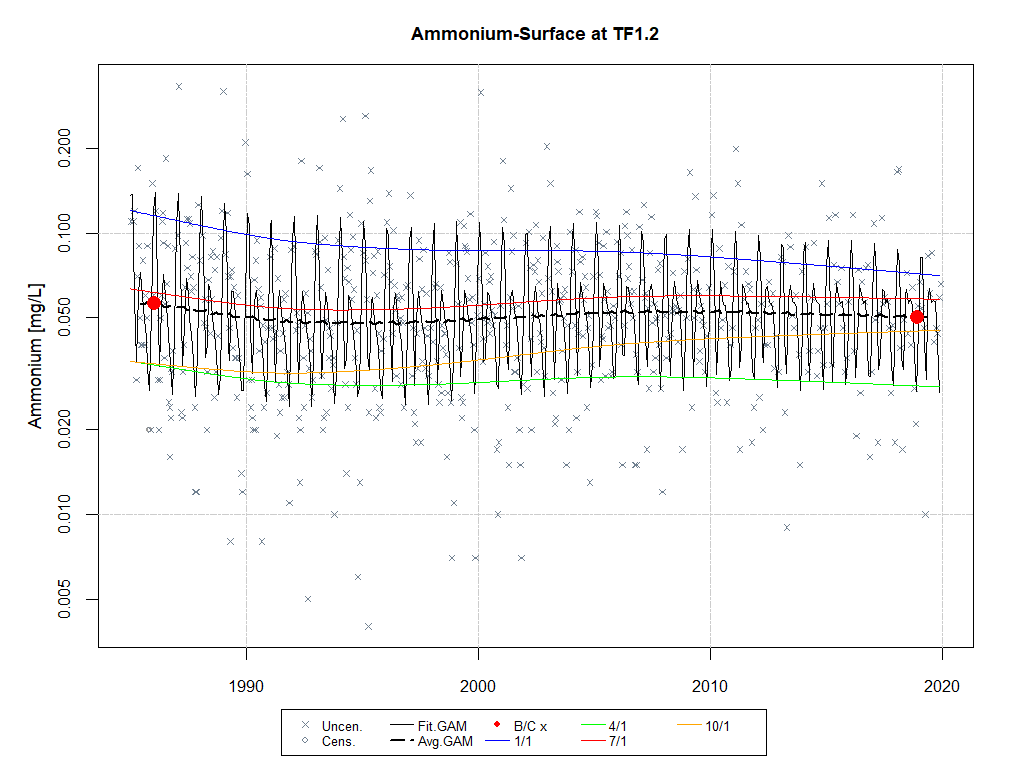 Ammonium-Surface at TF1.2
Ammonium [mg/L]
0.200
0.100
0.050
0.020
0.010
0.005
1990 2000 2010 2020
Uncen. Fit.GAM B/C x 4/1 10/1
Cens. Avg.GAM 1/1 7/1